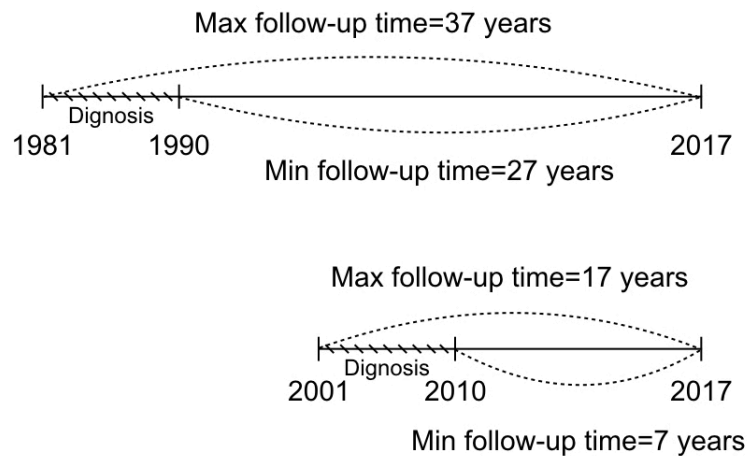 Max follow-up time=37 years
Dignosis
1981 1990 2017
Min follow-up time=27 years
Max follow-up time=17 years
Dignosis
2001 2010 2017
Min follow-up time=7 years